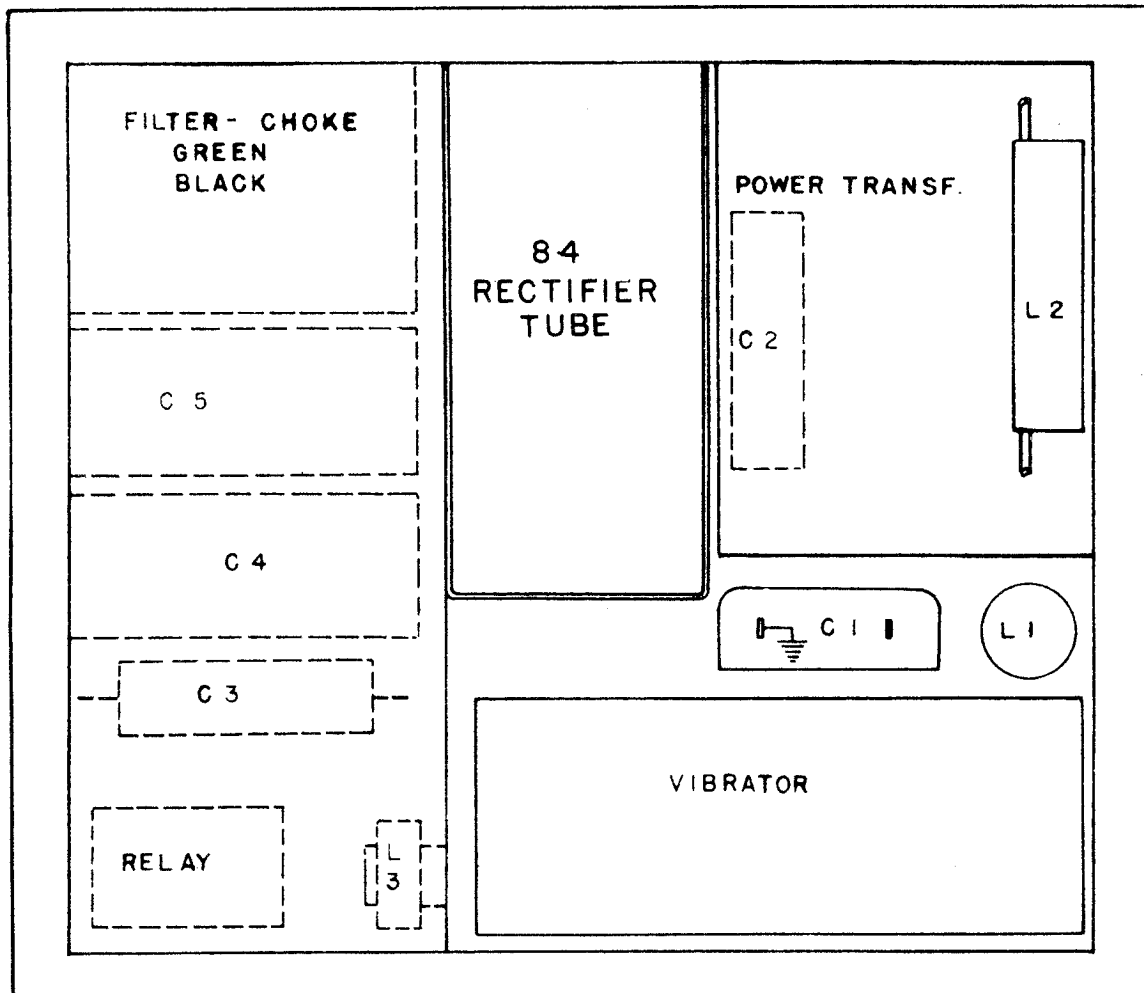 FILTER- CHOKE
GREEN
BLACK
84
RECTIFIER
TUBE
POWER TRANSF.
C 2
L 2
C 5
C 4
C 1
L 1
C 3
VIBRATOR
RELAY
L
3